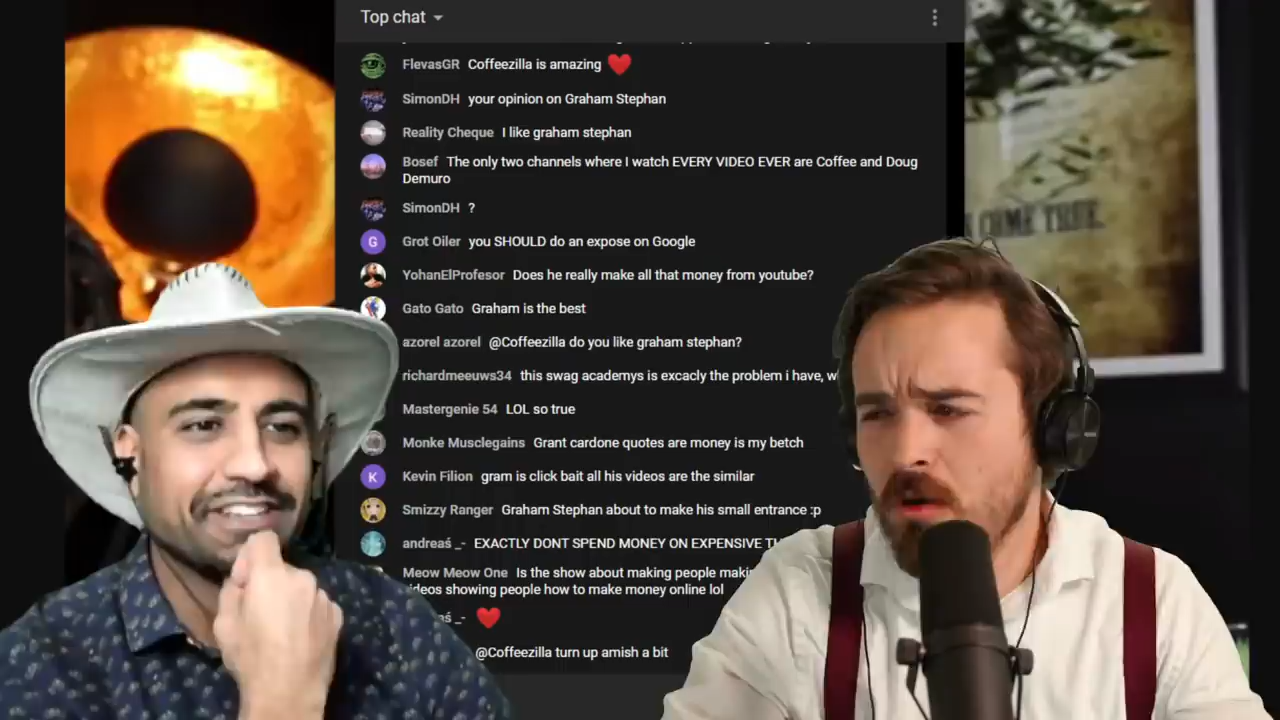 Top chat
FlevasGR Coffeezilla is amazing ❤️
SimonDH your opinion on Graham Stephan
Reality Cheque I like graham stephan
Bosef The only two channels where I watch EVERY VIDEO EVER are Coffee and Doug
Demuro
SimonDH ?
G Grot Oiler you SHOULD do an expose on Google
YohanElProfesor Does he really make all that money from youtube?
Gato Gato Graham is the best
azorel azorel @Coffeezilla do you like graham stephan?
richardmeeuws34 this swag academys is excacly the problem i have, w
Mastergenie 54 LOL so true
Monke Musclegains Grant cardone quotes are money is my betch
K Kevin Filion gram is click bait all his videos are the similar
Smizzy Ranger Graham Stephan about to make his small entrance :p
andreaś _- EXACTLY DONT SPEND MONEY ON EXPENSIVE TH
Meow Meow One Is the show about making people makin
ideos showing people how to make money online lol
aś _- ❤️
@Coffeezilla turn up amish a bit
COME TRUE.